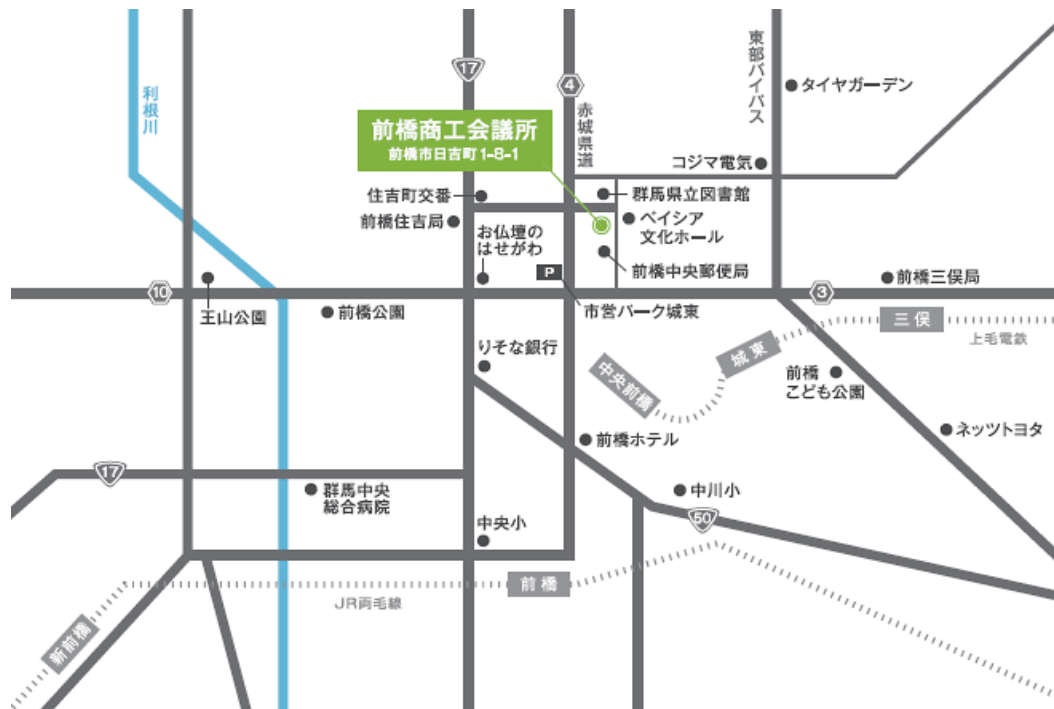 17
4
東部バイパス
タイヤガーデン
利根川
前橋商工会議所
前橋市日吉町1-8-1
赤城県道
コジマ電気
住吉町交番
群馬県立図書館
前橋住吉局
ベイシア
文化ホール
お仏壇の
はせがわ
P
前橋中央郵便局
前橋三俣局
10
3
王山公園
前橋公園
市営パーク城東
三俣
上毛電鉄
城東
りそな銀行
中央前橋
前橋
こども公園
前橋ホテル
ネッツトヨタ
17
群馬中央
総合病院
中川小
50
中央小
前橋
JR両毛線
新前橋